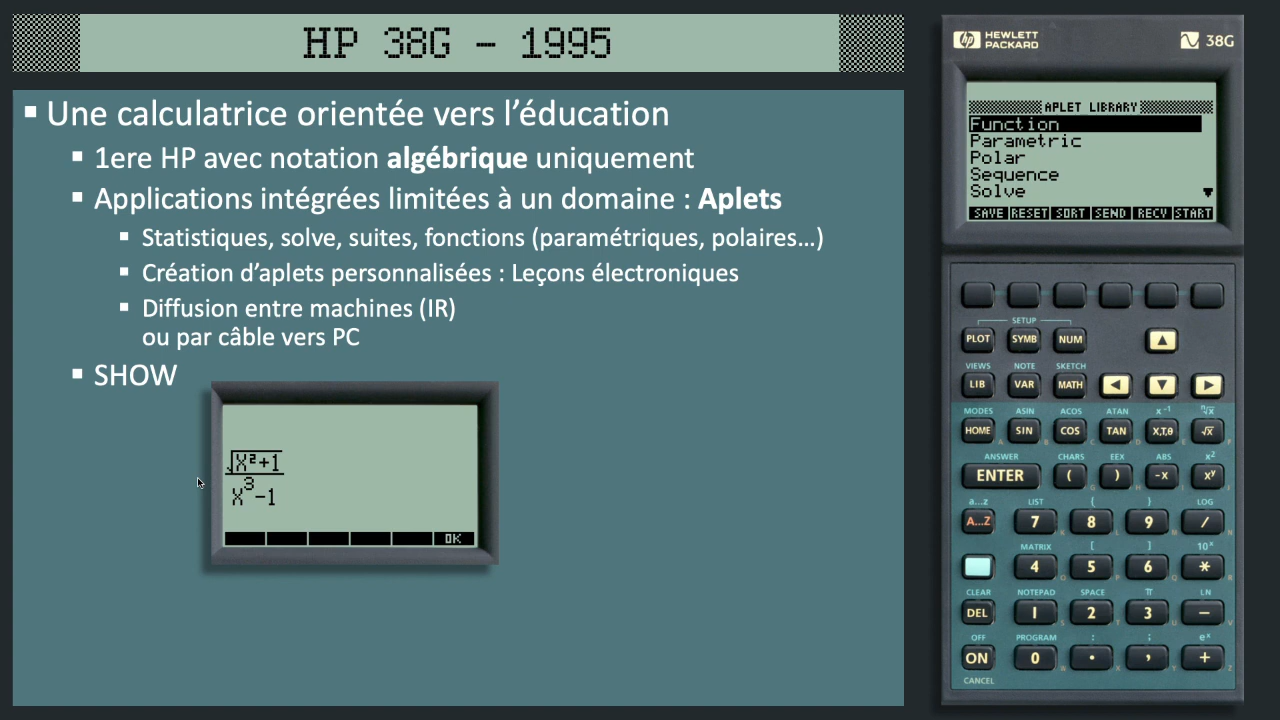 HP 38G - 1995
Une calculatrice orientée vers l’éducation
1ere HP avec notation algébrique uniquement
Applications intégrées limitées à un domaine : Aplets
Statistiques, solve, suites, fonctions (paramétriques, polaires…)
Création d’aplets personnalisées : Leçons électroniques
Diffusion entre machines (IR)
ou par câble vers PC
SHOW
√X²+1
X³-1
OK
hp HEWLETT PACKARD 38G
APLET LIBRARY
Function
Parametric
Polar
Sequence
Solve
SAVE RESET SORT SEND RECV START
SETUP
PLOT SYMB NUM ▲
VIEWS NOTE SKETCH
LIB VAR MATH ◀ ▼ ▶
MODES ASIN ACOS ATAN x⁻¹ ⁿ√x
HOME SIN COS TAN X,T,θ √x
ANSWER CHARS EEX ABS x²
ENTER ( ) -x xʸ
a...z LIST { } LOG
A...Z 7 8 9 /
MATRIX [ ] 10ˣ
4 5 6 *
CLEAR NOTEPAD SPACE π LN
DEL 1 2 3 −
OFF PROGRAM : ; eˣ
ON 0 • , +
CANCEL